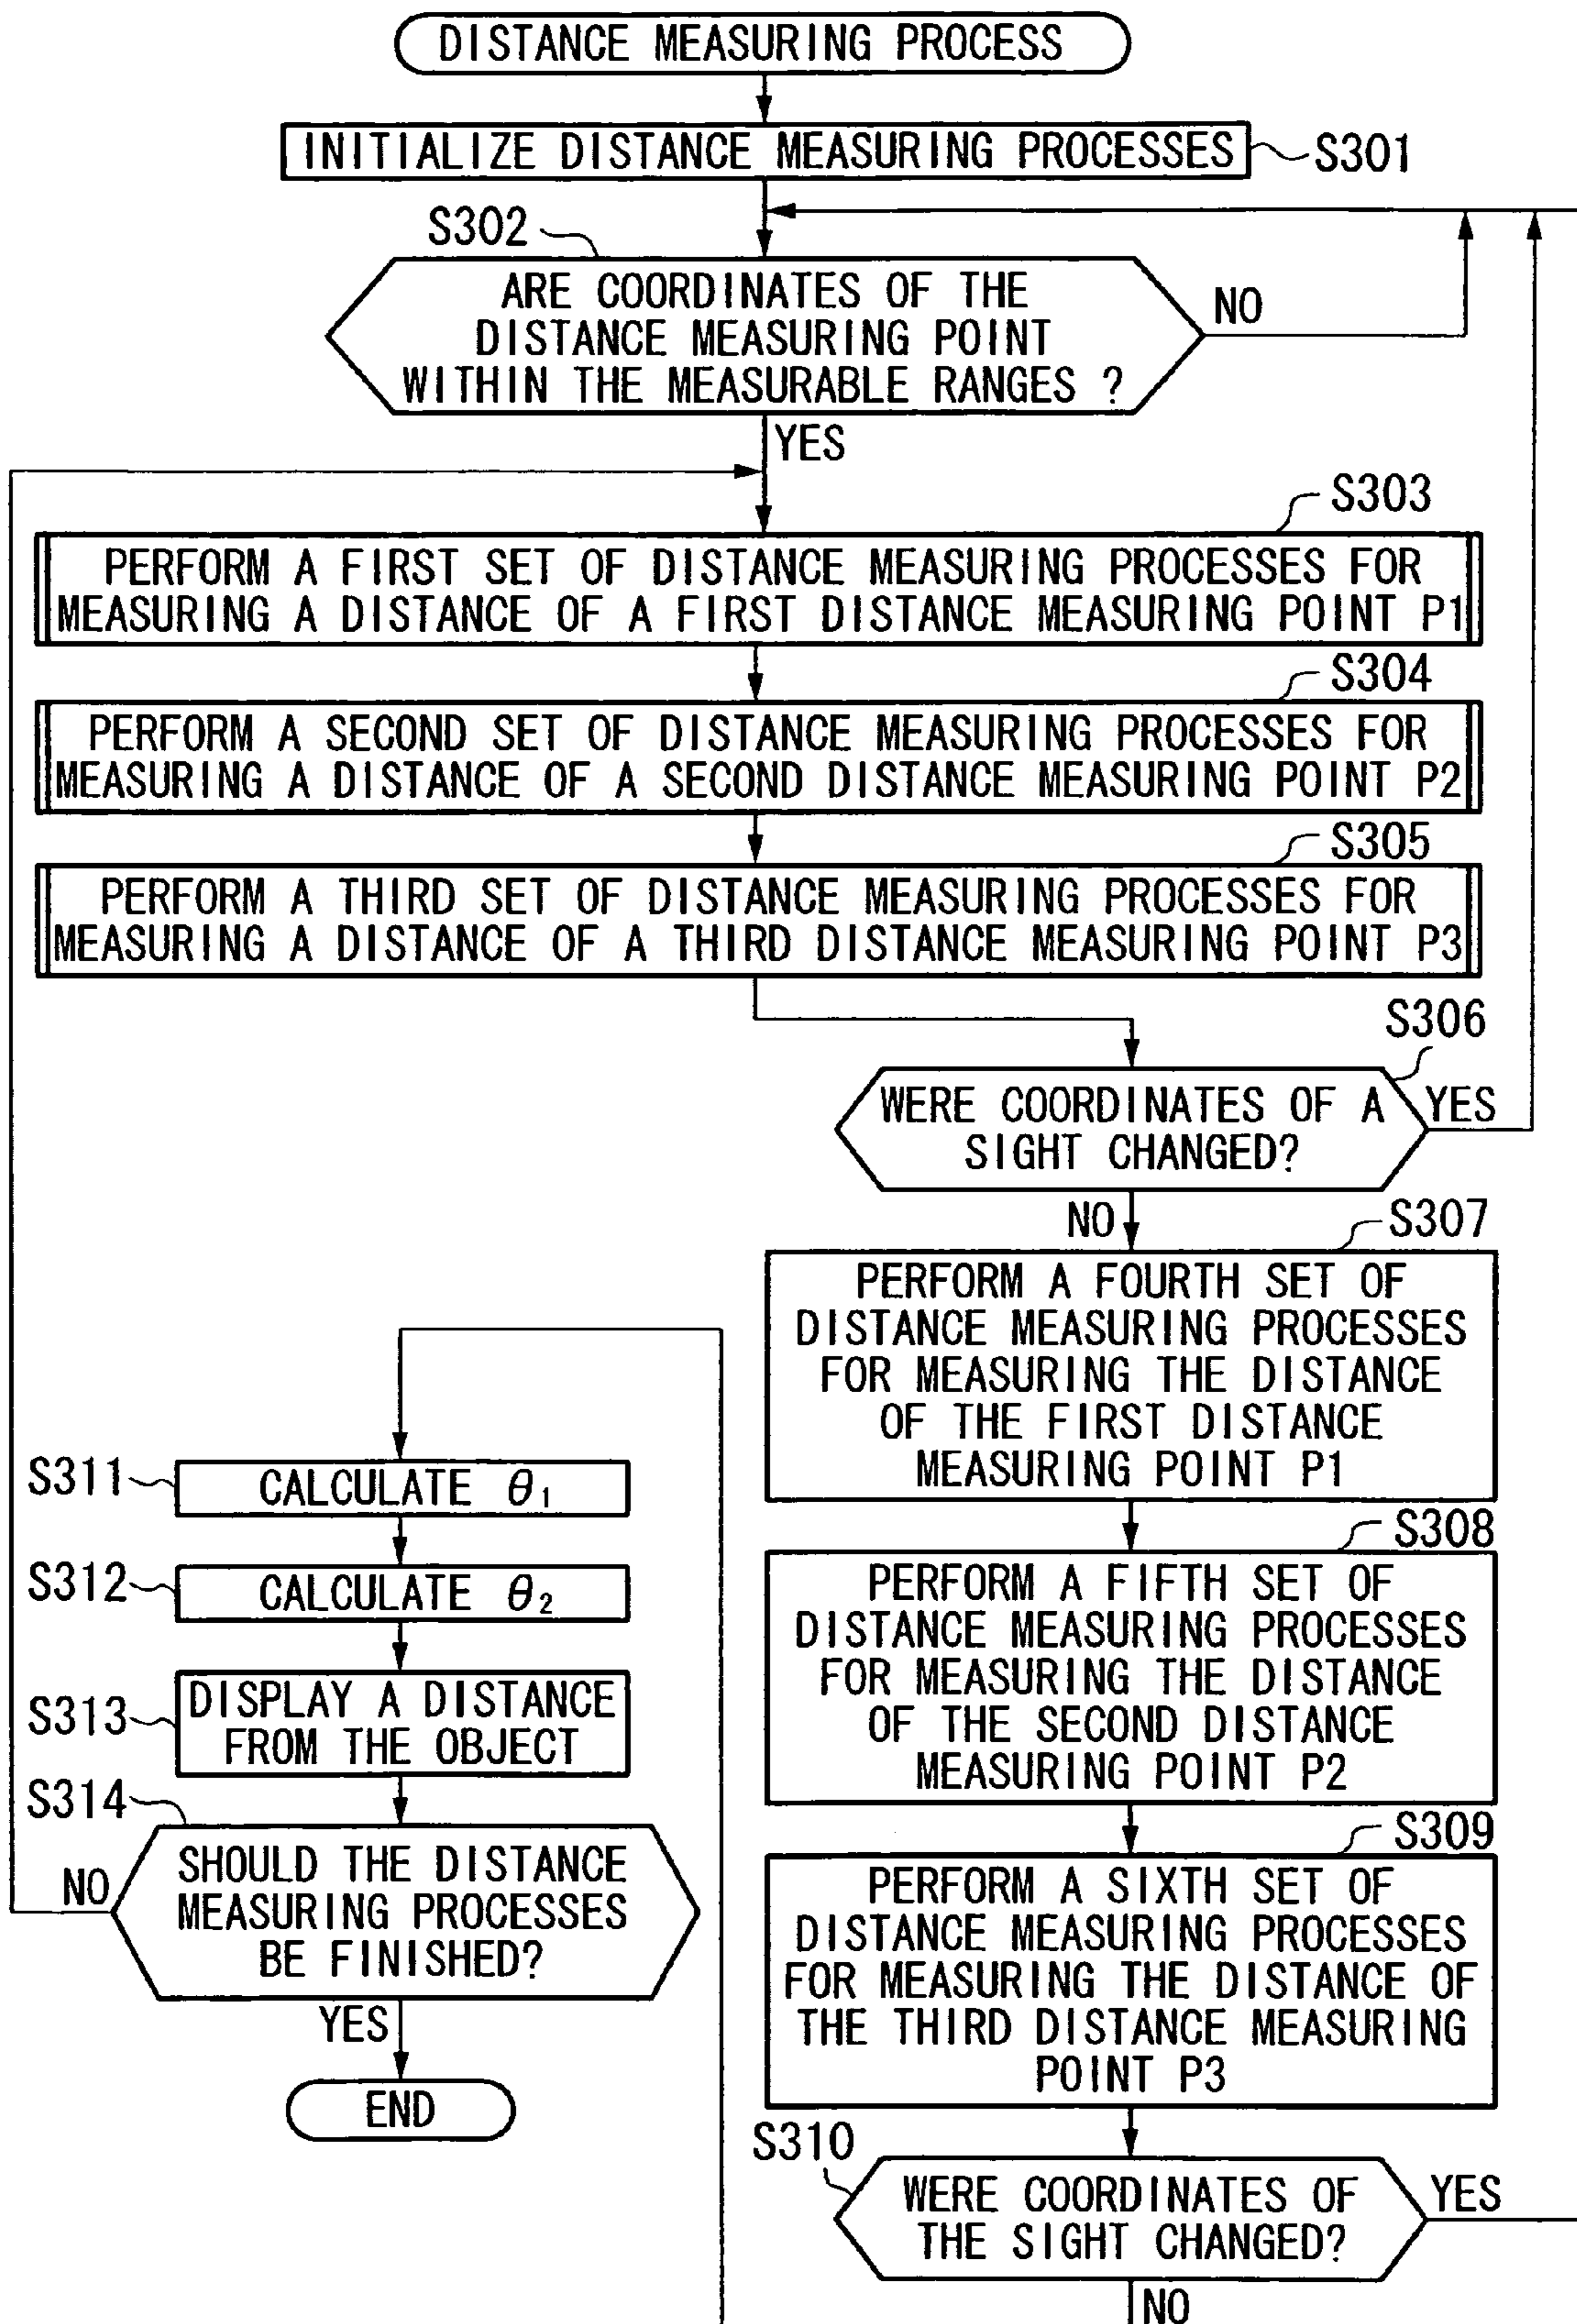 DISTANCE MEASURING PROCESS
INITIALIZE DISTANCE MEASURING PROCESSES
S301
S302
ARE COORDINATES OF THE
DISTANCE MEASURING POINT
WITHIN THE MEASURABLE RANGES ?
NO
YES
S303
PERFORM A FIRST SET OF DISTANCE MEASURING PROCESSES FOR
MEASURING A DISTANCE OF A FIRST DISTANCE MEASURING POINT P1
S304
PERFORM A SECOND SET OF DISTANCE MEASURING PROCESSES FOR
MEASURING A DISTANCE OF A SECOND DISTANCE MEASURING POINT P2
S305
PERFORM A THIRD SET OF DISTANCE MEASURING PROCESSES FOR
MEASURING A DISTANCE OF A THIRD DISTANCE MEASURING POINT P3
S306
WERE COORDINATES OF A
SIGHT CHANGED?
YES
NO
S307
PERFORM A FOURTH SET OF
DISTANCE MEASURING PROCESSES
FOR MEASURING THE DISTANCE
OF THE FIRST DISTANCE
MEASURING POINT P1
S308
PERFORM A FIFTH SET OF
DISTANCE MEASURING PROCESSES
FOR MEASURING THE DISTANCE
OF THE SECOND DISTANCE
MEASURING POINT P2
S309
PERFORM A SIXTH SET OF
DISTANCE MEASURING PROCESSES
FOR MEASURING THE DISTANCE OF
THE THIRD DISTANCE MEASURING
POINT P3
S310
WERE COORDINATES OF
THE SIGHT CHANGED?
YES
NO
S311
CALCULATE θ₁
S312
CALCULATE θ₂
S313
DISPLAY A DISTANCE
FROM THE OBJECT
S314
SHOULD THE DISTANCE
MEASURING PROCESSES
BE FINISHED?
NO
YES
END